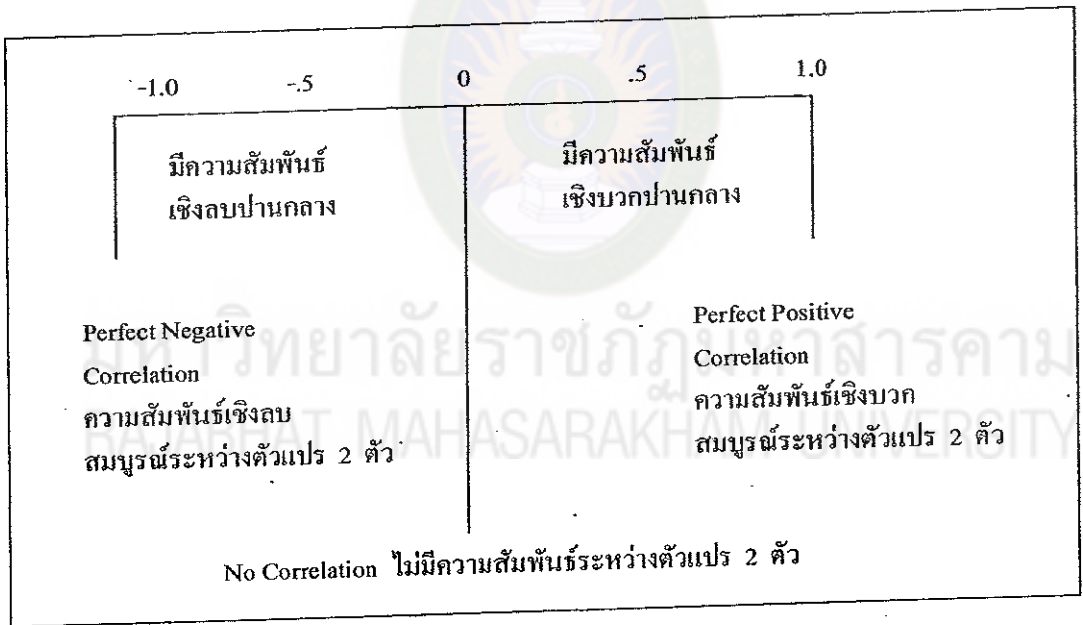 -1.0 -.5 0 .5 1.0
มีความสัมพันธ์
เชิงลบปานกลาง
มีความสัมพันธ์
เชิงบวกปานกลาง
Perfect Negative
Correlation
ความสัมพันธ์เชิงลบ
สมบูรณ์ระหว่างตัวแปร 2 ตัว
Perfect Positive
Correlation
ความสัมพันธ์เชิงบวก
สมบูรณ์ระหว่างตัวแปร 2 ตัว
No Correlation ไม่มีความสัมพันธ์ระหว่างตัวแปร 2 ตัว
มหาวิทยาลัยราชภัฏมหาสารคาม
RAJABHAT MAHASARAKHAM UNIVERSITY